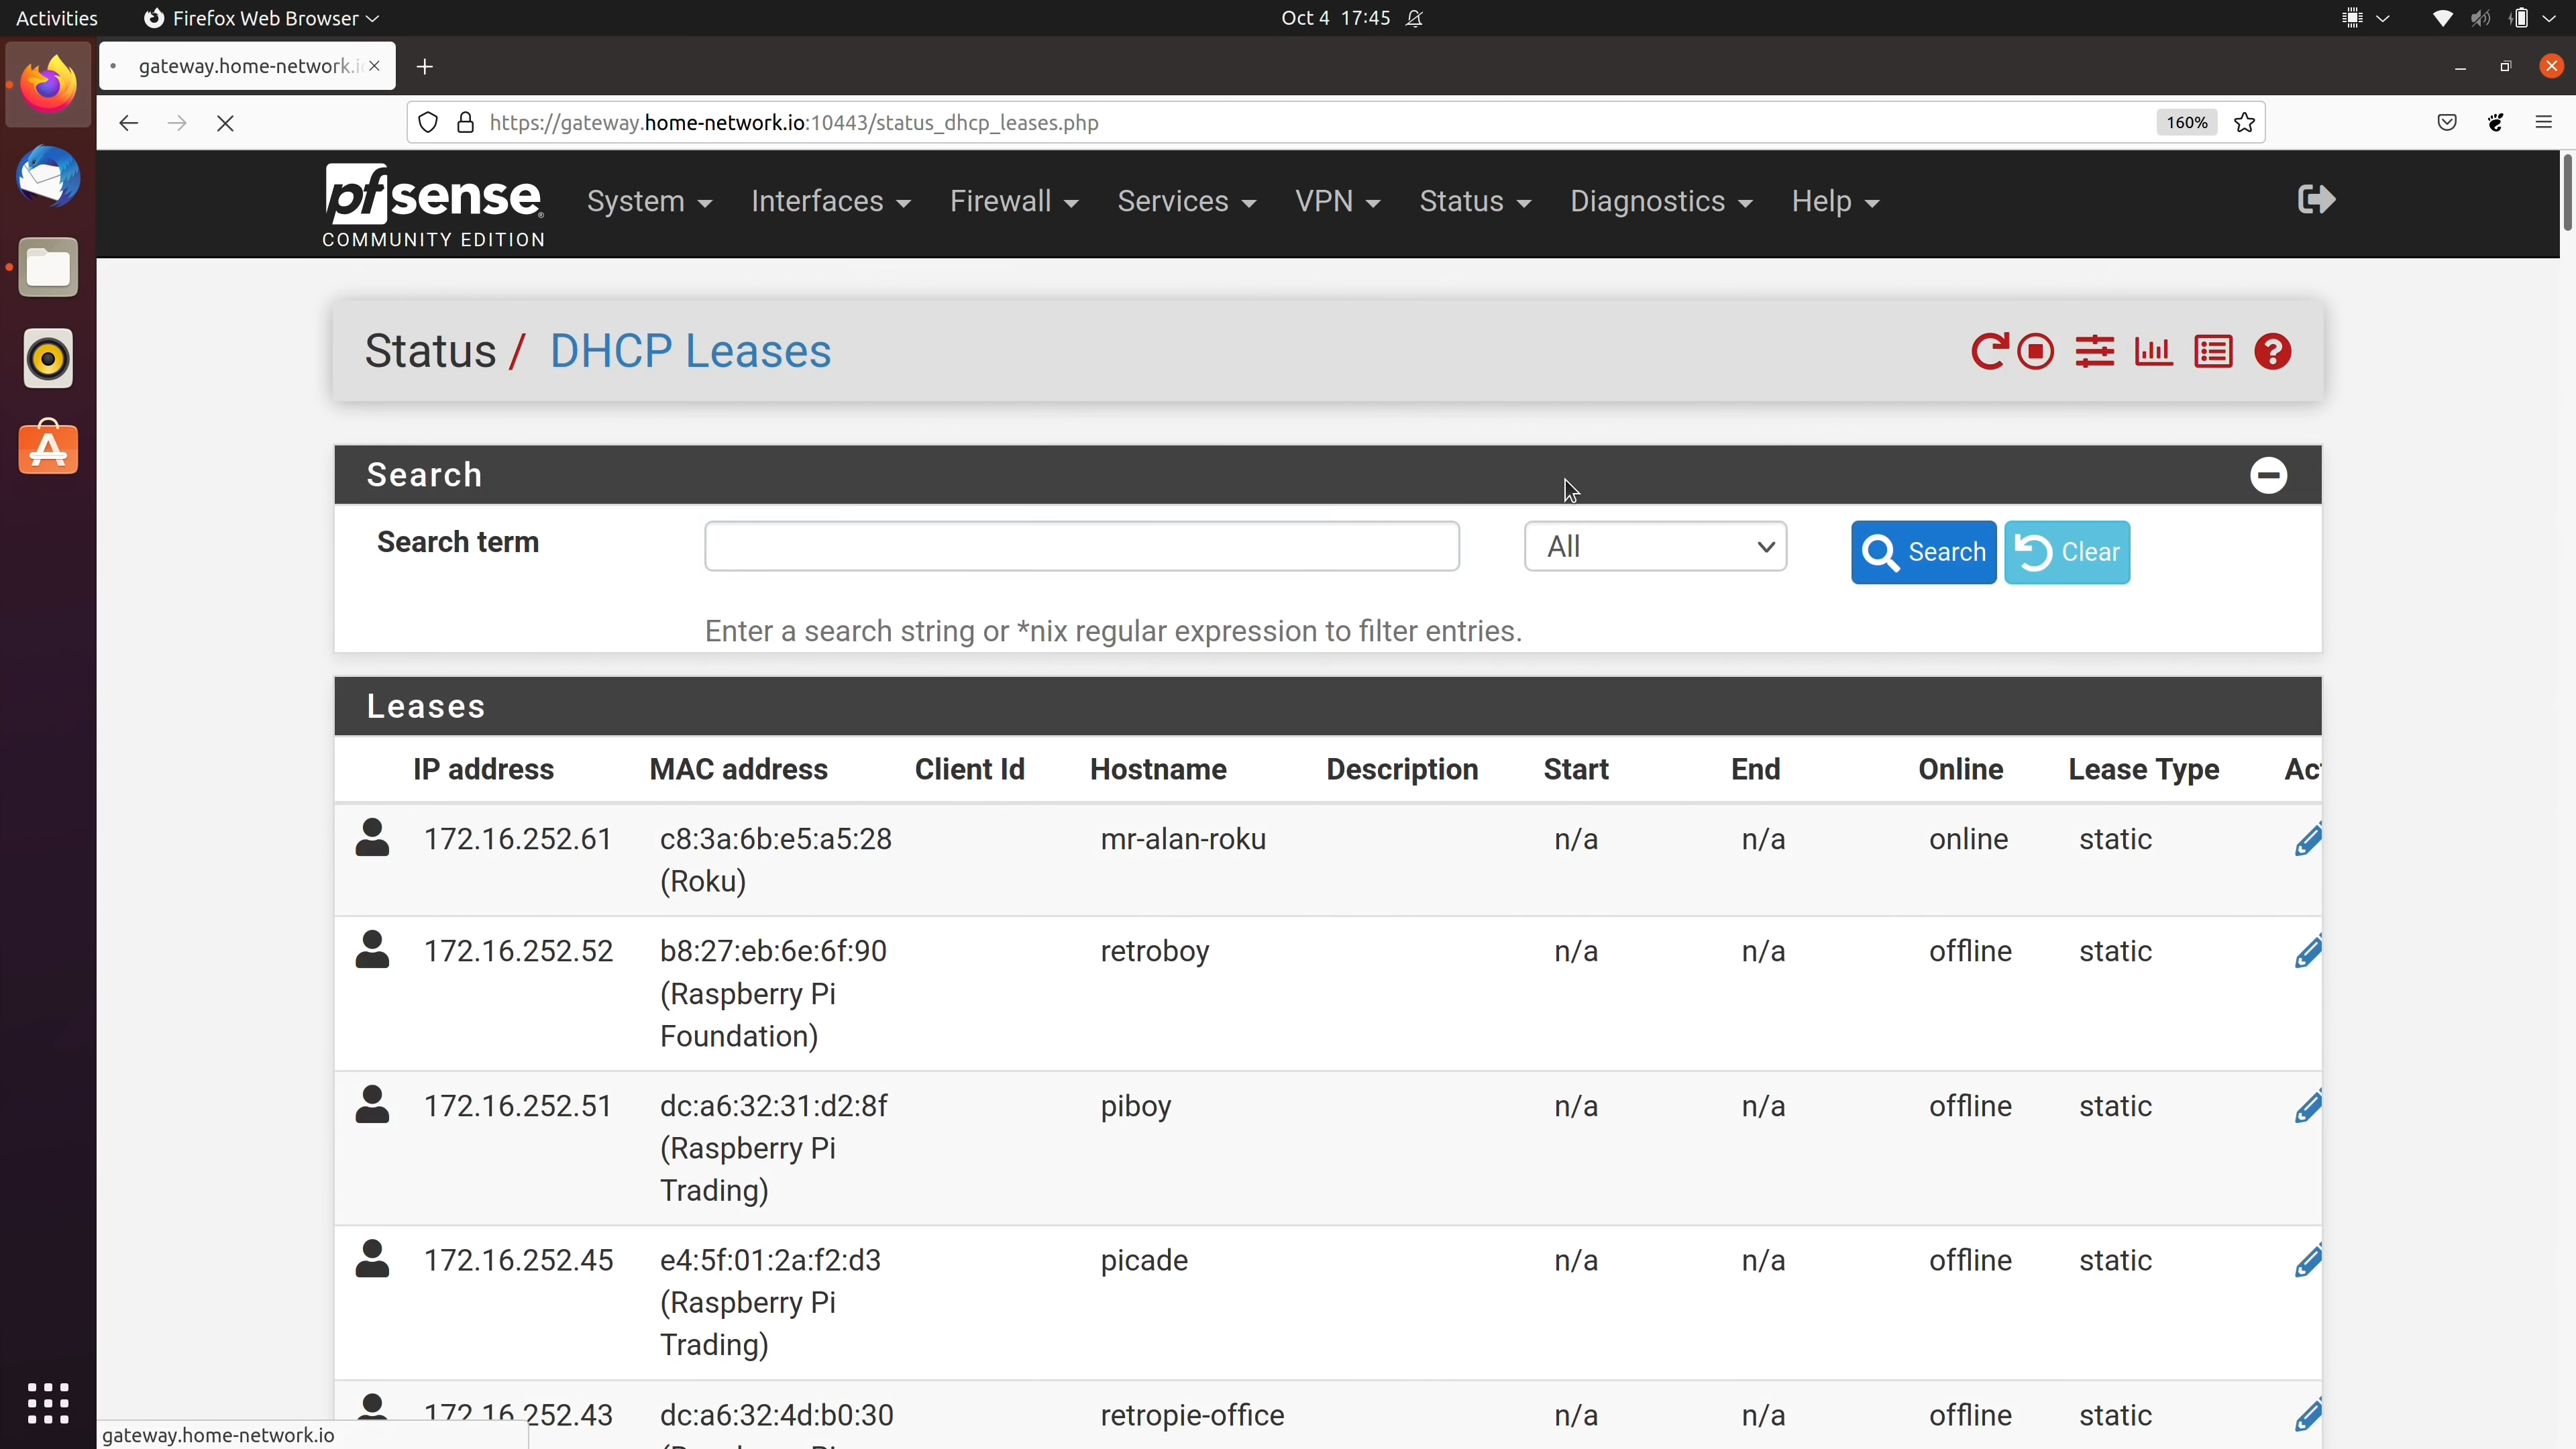 Activities Firefox Web Browser Oct 4 17:45
gateway.home-network.i
https://gateway.home-network.io:10443/status_dhcp_leases.php 160%
pfsense System Interfaces Firewall Services VPN Status Diagnostics Help
COMMUNITY EDITION
Status / DHCP Leases
Search
Search term All Search Clear
Enter a search string or *nix regular expression to filter entries.
Leases
IP address MAC address Client Id Hostname Description Start End Online Lease Type
172.16.252.61 c8:3a:6b:e5:a5:28 mr-alan-roku n/a n/a online static
(Roku)
172.16.252.52 b8:27:eb:6e:6f:90 retroboy n/a n/a offline static
(Raspberry Pi
Foundation)
172.16.252.51 dc:a6:32:31:d2:8f piboy n/a n/a offline static
(Raspberry Pi
Trading)
172.16.252.45 e4:5f:01:2a:f2:d3 picade n/a n/a offline static
(Raspberry Pi
Trading)
172.16.252.43 dc:a6:32:4d:b0:30 retropie-office n/a n/a offline static
gateway.home-network.io